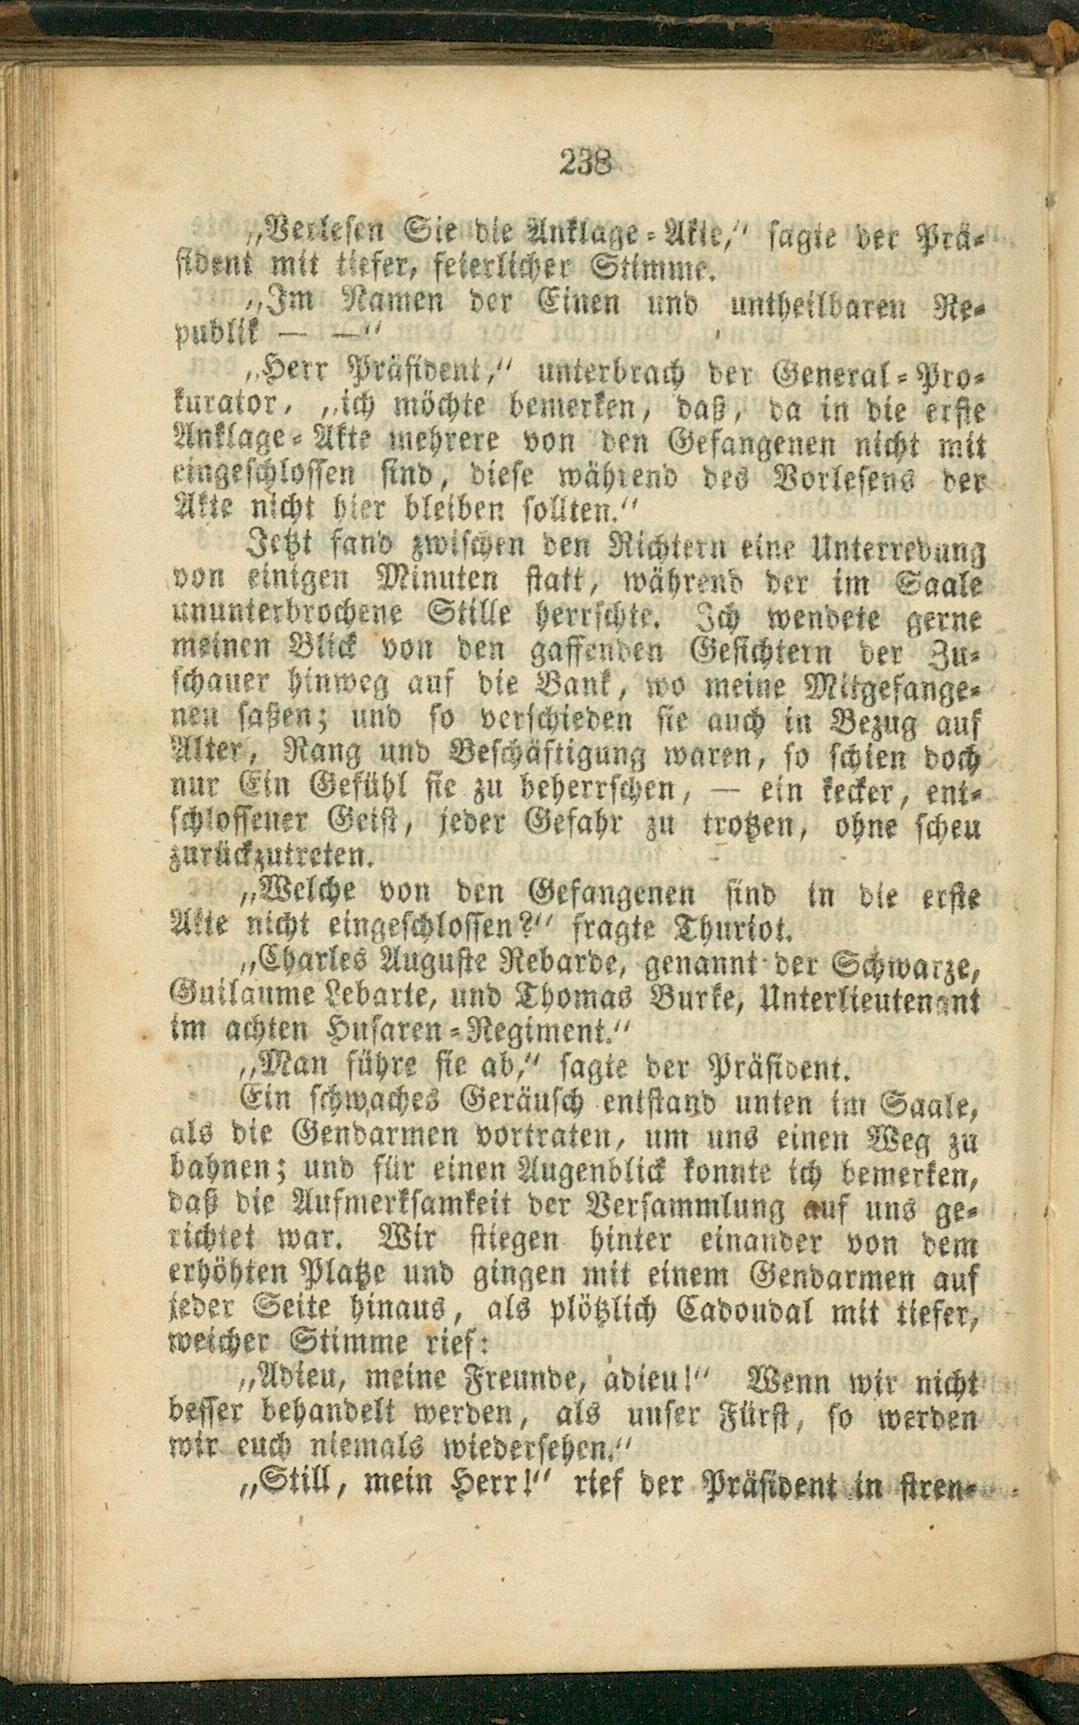 238
„Verlesen Sie die Anklage-Akte,“ sagte der Prä-
sident mit tiefer, feierlicher Stimme.
„Im Namen der Einen und untheilbaren Re-
publik — —“
„Herr Präsident,“ unterbrach der General-Pro-
kurator, „ich möchte bemerken, daß, da in die erste
Anklage-Akte mehrere von den Gefangenen nicht mit
eingeschlossen sind, diese während des Vorlesens der
Akte nicht hier bleiben sollten.“
Jetzt fand zwischen den Richtern eine Unterredung
von einigen Minuten statt, während der im Saale
ununterbrochene Stille herrschte. Ich wendete gerne
meinen Blick von den gaffenden Gesichtern der Zu-
schauer hinweg auf die Bank, wo meine Mitgefange-
nen saßen; und so verschieden sie auch in Bezug auf
Alter, Rang und Beschäftigung waren, so schien doch
nur Ein Gefühl sie zu beherrschen, — ein kecker, ent-
schlossener Geist, jeder Gefahr zu trotzen, ohne scheu
zurückzutreten.
„Welche von den Gefangenen sind in die erste
Akte nicht eingeschlossen?“ fragte Thuriot.
„Charles Auguste Rebarde, genannt der Schwarze,
Guilaume Lebarte, und Thomas Burke, Unterlieutenant
im achten Husaren-Regiment.“
„Man führe sie ab,“ sagte der Präsident.
Ein schwaches Geräusch entstand unten im Saale,
als die Gendarmen vortraten, um uns einen Weg zu
bahnen; und für einen Augenblick konnte ich bemerken,
daß die Aufmerksamkeit der Versammlung auf uns ge-
richtet war. Wir stiegen hinter einander von dem
erhöhten Platze und gingen mit einem Gendarmen auf
jeder Seite hinaus, als plötzlich Cadoudal mit tiefer,
weicher Stimme rief:
„Adieu, meine Freunde, adieu!“ Wenn wir nicht
besser behandelt werden, als unser Fürst, so werden
wir euch niemals wiedersehen.“
„Still, mein Herr!“ rief der Präsident in stren-